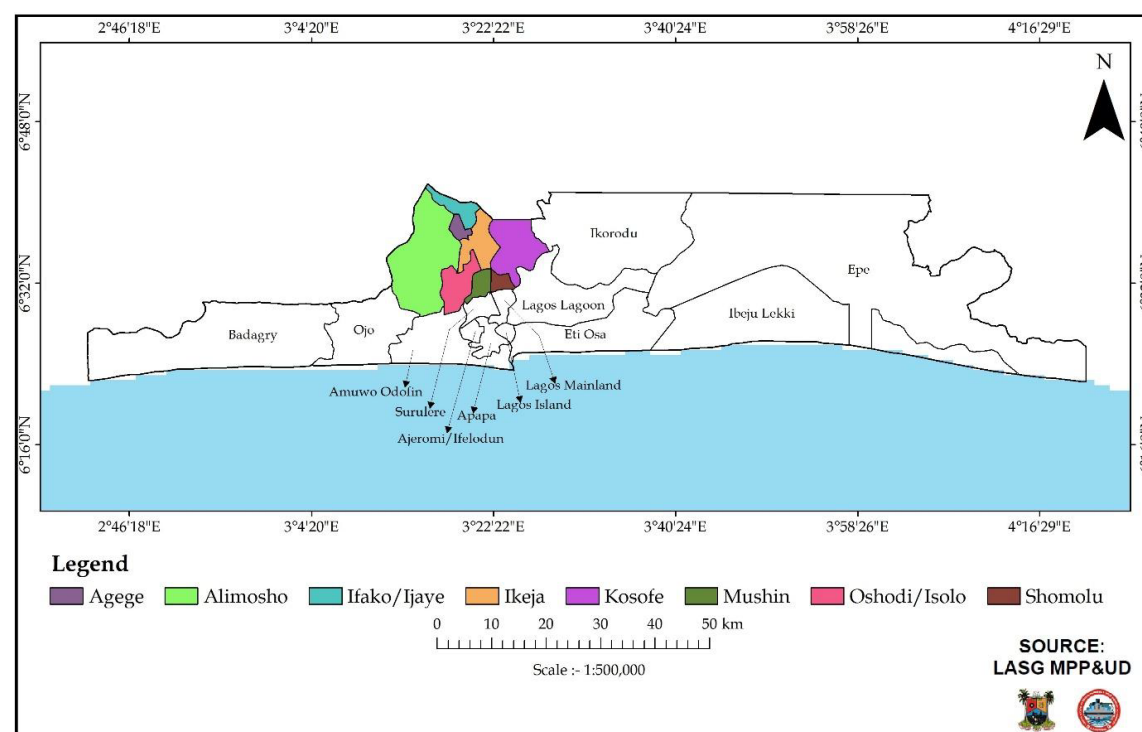 2°46'18"E 3°4'20"E 3°22'22"E 3°40'24"E 3°58'26"E 4°16'29"E
N
6°48'0"N
Ikorodu
Epe
6°32'0"N
Lagos Lagoon
Badagry
Ojo
Eti Osa
Ibeju Lekki
Amuwo Odofin
Lagos Mainland
Surulere
Apapa
Lagos Island
Ajeromi/Ifelodun
6°16'0"N
2°46'18"E 3°4'20"E 3°22'22"E 3°40'24"E 3°58'26"E 4°16'29"E
Legend
Agege Alimosho Ifako/Ijaye Ikeja Kosofe Mushin Oshodi/Isolo Shomolu
0 10 20 30 40 50 km
Scale :- 1:500,000
SOURCE:
LASG MPP&UD